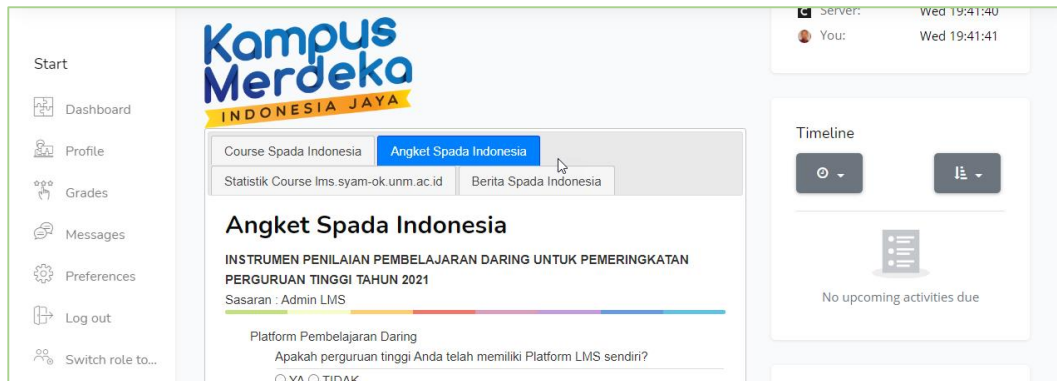 Start
Dashboard
Profile
Grades
Messages
Preferences
Log out
Switch role to...
Kampus
Merdeka
INDONESIA JAYA
Course Spada Indonesia
Angket Spada Indonesia
Statistik Course lms.syam-ok.unm.ac.id
Berita Spada Indonesia
Angket Spada Indonesia
INSTRUMEN PENILAIAN PEMBELAJARAN DARING UNTUK PEMERINGKATAN
PERGURUAN TINGGI TAHUN 2021
Sasaran : Admin LMS
Platform Pembelajaran Daring
Apakah perguruan tinggi Anda telah memiliki Platform LMS sendiri?
YA TIDAK
Server: Wed 19:41:40
You: Wed 19:41:41
Timeline
No upcoming activities due